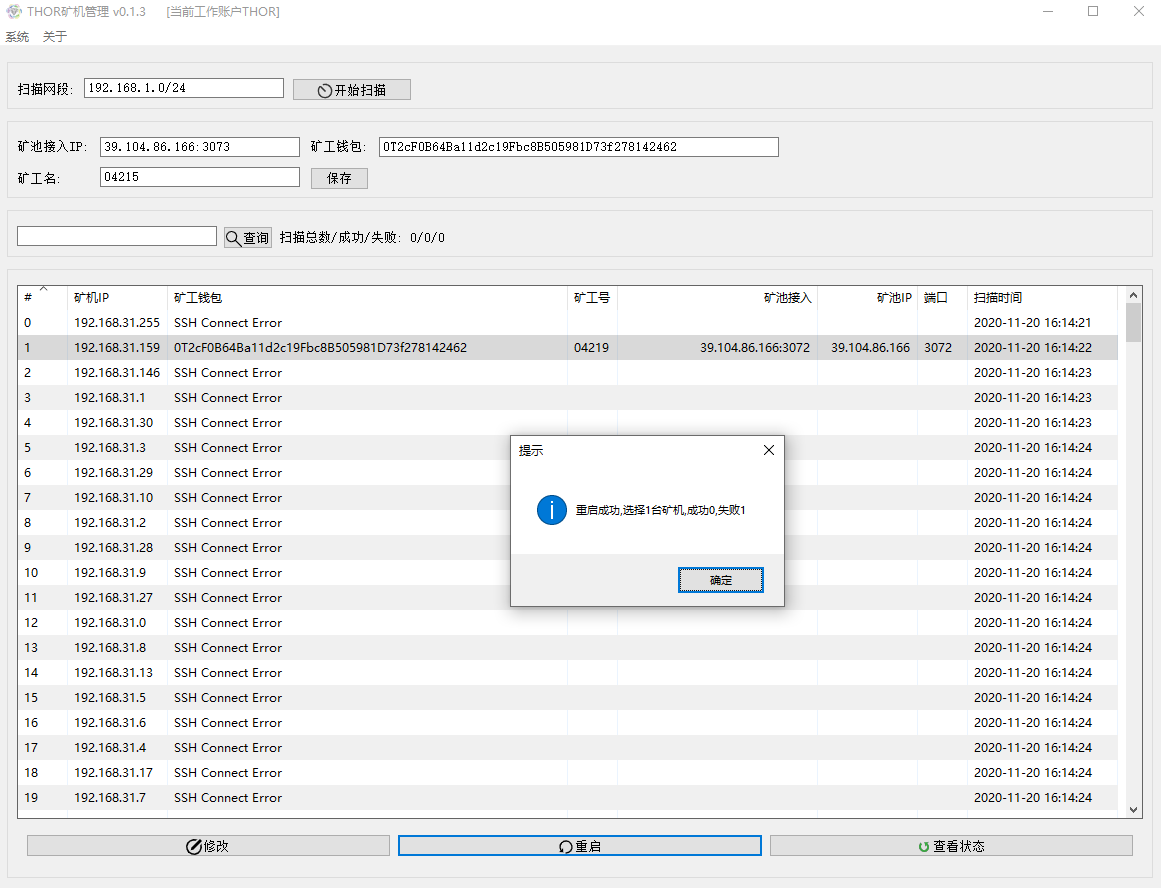 THOR矿机管理 v0.1.3 [当前工作账户THOR]
系统 关于
扫描网段: 192.168.1.0/24 开始扫描
矿池接入IP: 39.104.86.166:3073 矿工钱包: 0T2cF0B64Ba11d2c19Fbc8B505981D73f278142462
矿工名: 04215 保存
查询 扫描总数/成功/失败: 0/0/0
# 矿机IP 矿工钱包 矿工号 矿池接入 矿池IP 端口 扫描时间
0 192.168.31.255 SSH Connect Error 2020-11-20 16:14:21
1 192.168.31.159 0T2cF0B64Ba11d2c19Fbc8B505981D73f278142462 04219 39.104.86.166:3072 39.104.86.166 3072 2020-11-20 16:14:22
2 192.168.31.146 SSH Connect Error 2020-11-20 16:14:23
3 192.168.31.1 SSH Connect Error 2020-11-20 16:14:23
4 192.168.31.30 SSH Connect Error 2020-11-20 16:14:23
5 192.168.31.3 SSH Connect Error 2020-11-20 16:14:24
6 192.168.31.29 SSH Connect Error 2020-11-20 16:14:24
7 192.168.31.10 SSH Connect Error 2020-11-20 16:14:24
8 192.168.31.2 SSH Connect Error 2020-11-20 16:14:24
9 192.168.31.28 SSH Connect Error 2020-11-20 16:14:24
10 192.168.31.9 SSH Connect Error 2020-11-20 16:14:24
11 192.168.31.27 SSH Connect Error 2020-11-20 16:14:24
12 192.168.31.0 SSH Connect Error 2020-11-20 16:14:24
13 192.168.31.8 SSH Connect Error 2020-11-20 16:14:24
14 192.168.31.13 SSH Connect Error 2020-11-20 16:14:24
15 192.168.31.5 SSH Connect Error 2020-11-20 16:14:24
16 192.168.31.6 SSH Connect Error 2020-11-20 16:14:24
17 192.168.31.4 SSH Connect Error 2020-11-20 16:14:24
18 192.168.31.17 SSH Connect Error 2020-11-20 16:14:24
19 192.168.31.7 SSH Connect Error 2020-11-20 16:14:24
提示
重启成功,选择1台矿机,成功0,失败1
确定
修改 重启 查看状态